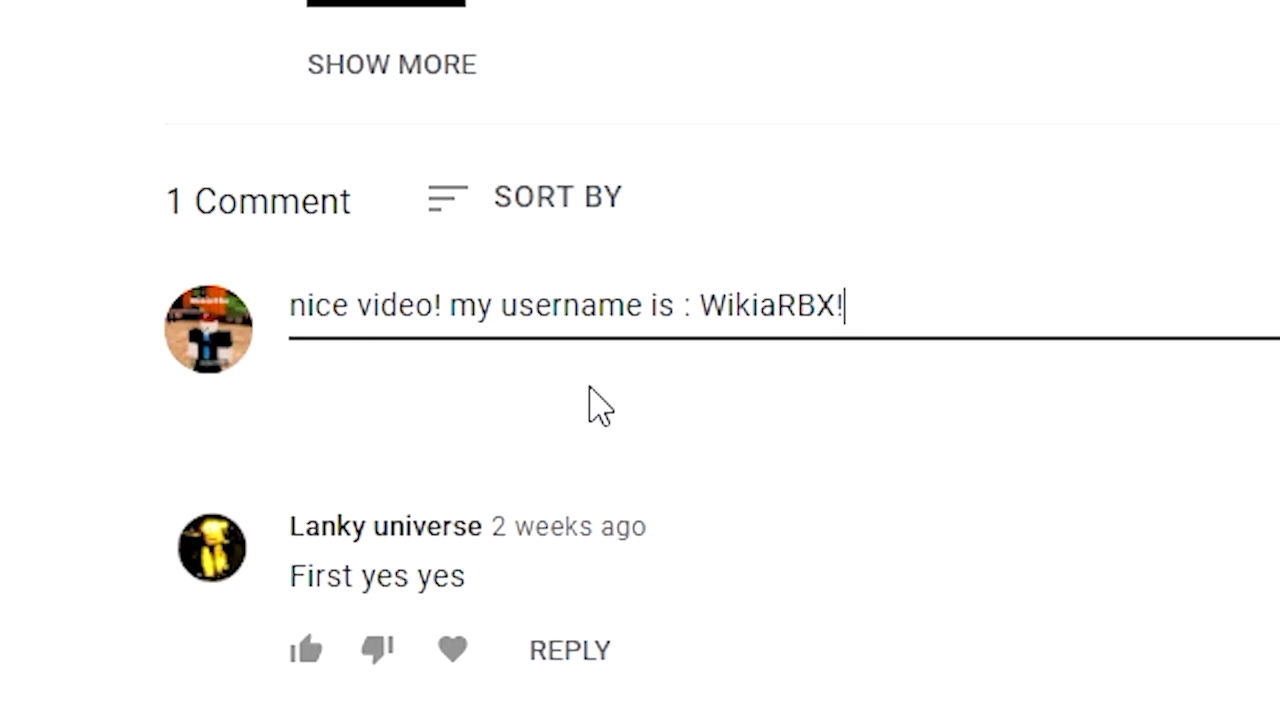 SHOW MORE
1 Comment
SORT BY
nice video! my username is : WikiaRBX!
Lanky universe 2 weeks ago
First yes yes
REPLY